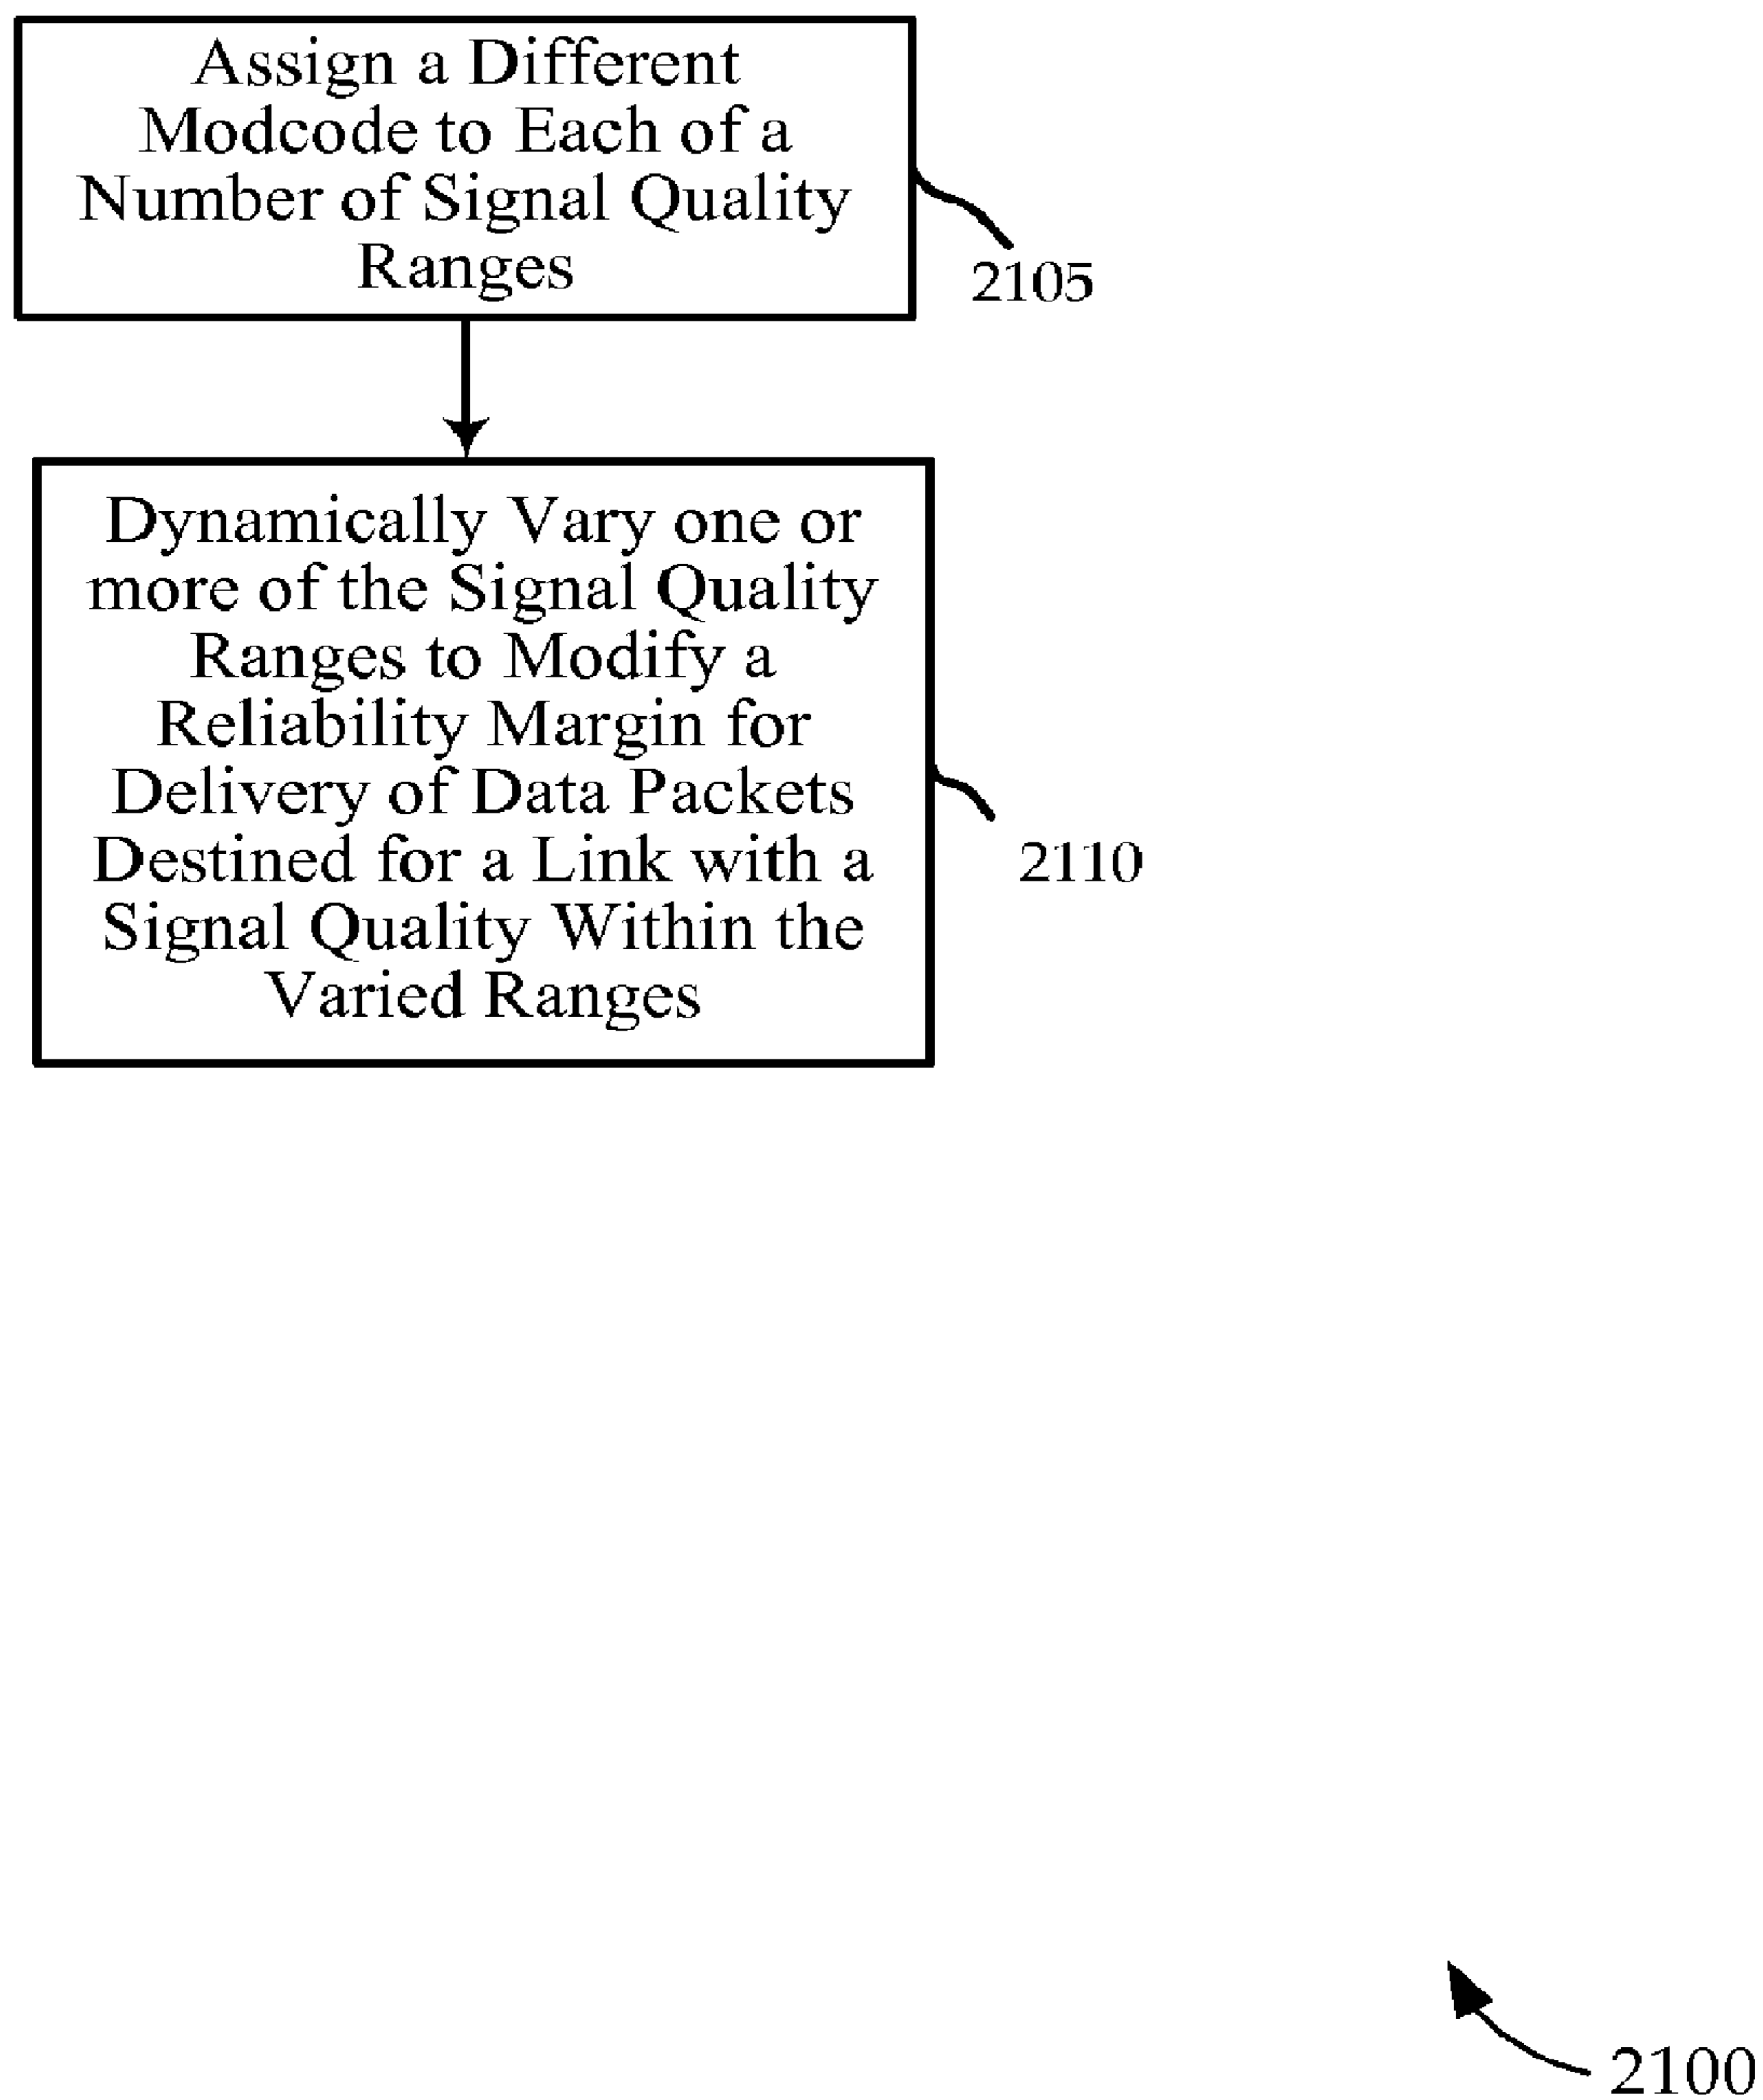 Assign a Different
Modcode to Each of a
Number of Signal Quality
Ranges
2105
Dynamically Vary one or
more of the Signal Quality
Ranges to Modify a
Reliability Margin for
Delivery of Data Packets
Destined for a Link with a
Signal Quality Within the
Varied Ranges
2110
2100